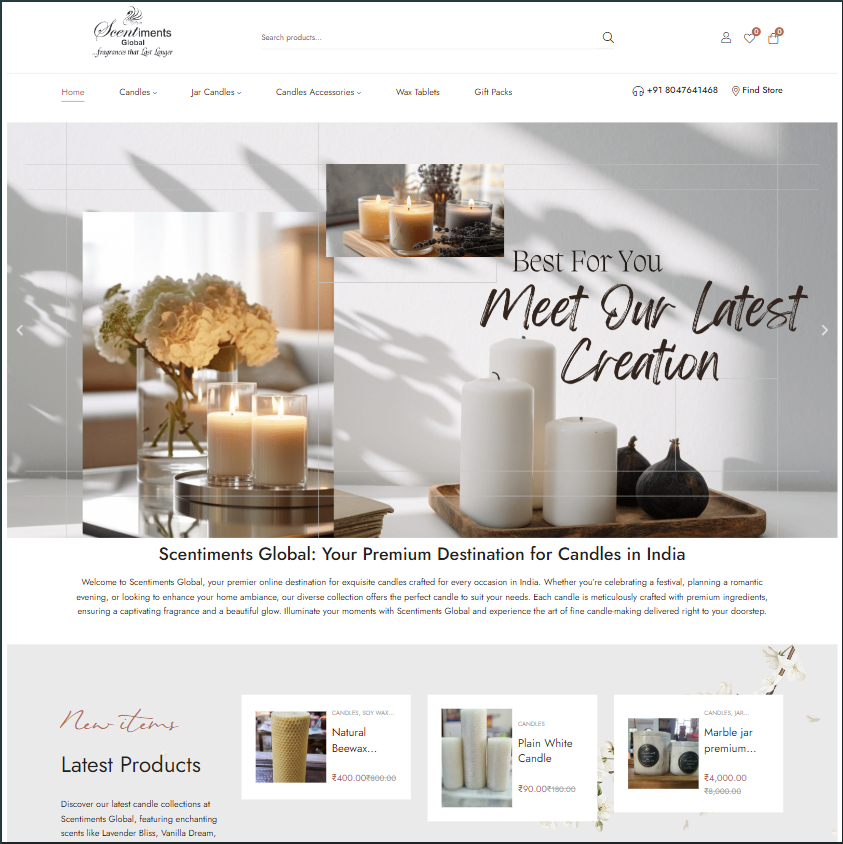 Scentiments
Global
...fragrances that Last Longer
Search products...
0
0
Home
Candles
Jar Candles
Candles Accessories
Wax Tablets
Gift Packs
+91 8047641468
Find Store
Best For You
Meet Our Latest
Creation
Scentiments Global: Your Premium Destination for Candles in India
Welcome to Scentiments Global, your premier online destination for exquisite candles crafted for every occasion in India. Whether you're celebrating a festival, planning a romantic
evening, or looking to enhance your home ambiance, our diverse collection offers the perfect candle to suit your needs. Each candle is meticulously crafted with premium ingredients,
ensuring a captivating fragrance and a beautiful glow. Illuminate your moments with Scentiments Global and experience the art of fine candle-making delivered right to your doorstep.
New items
Latest Products
Discover our latest candle collections at
Scentiments Global, featuring enchanting
scents like Lavender Bliss, Vanilla Dream,
CANDLES, SOY WAX...
Natural
Beewax...
₹400.00 ₹800.00
CANDLES
Plain White
Candle
₹90.00 ₹180.00
CANDLES, JAR...
Marble jar
premium...
₹4,000.00
₹8,000.00